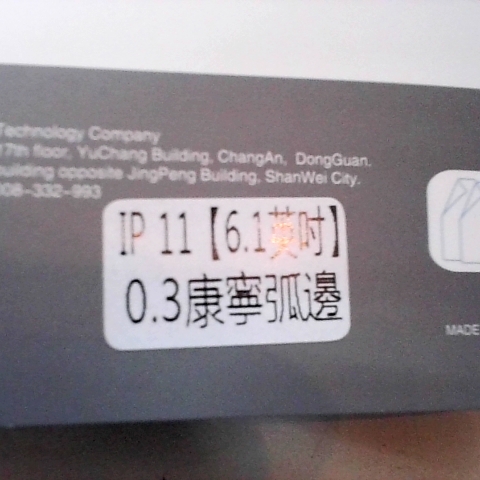 Technology Company
17th floor, YuChang Building, ChangAn, DongGuan.
building opposite JingPeng Building, ShanWei City.
008-332-993
IP 11【6.1英吋】
0.3康寧弧邊
MADE